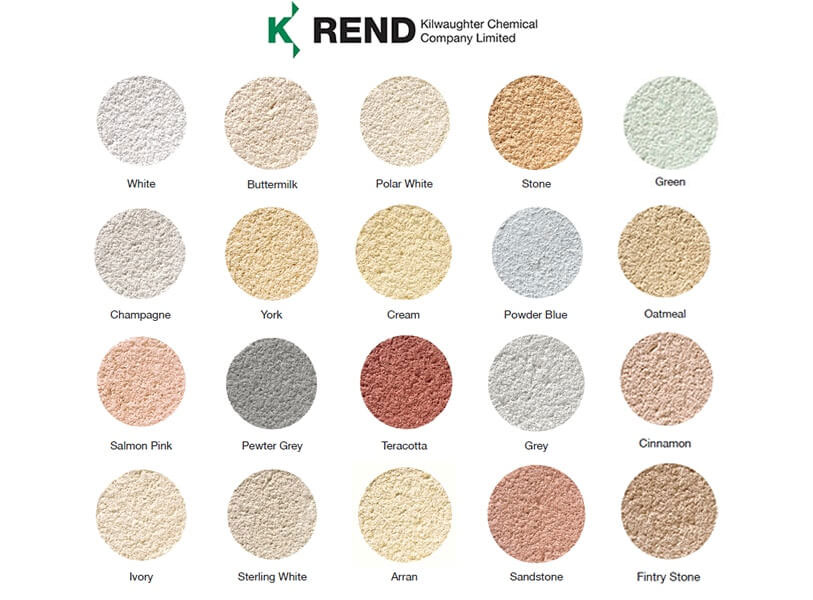 K REND
Kilwaughter Chemical
Company Limited
White
Buttermilk
Polar White
Stone
Green
Champagne
York
Cream
Powder Blue
Oatmeal
Salmon Pink
Pewter Grey
Teracotta
Grey
Cinnamon
Ivory
Sterling White
Arran
Sandstone
Fintry Stone